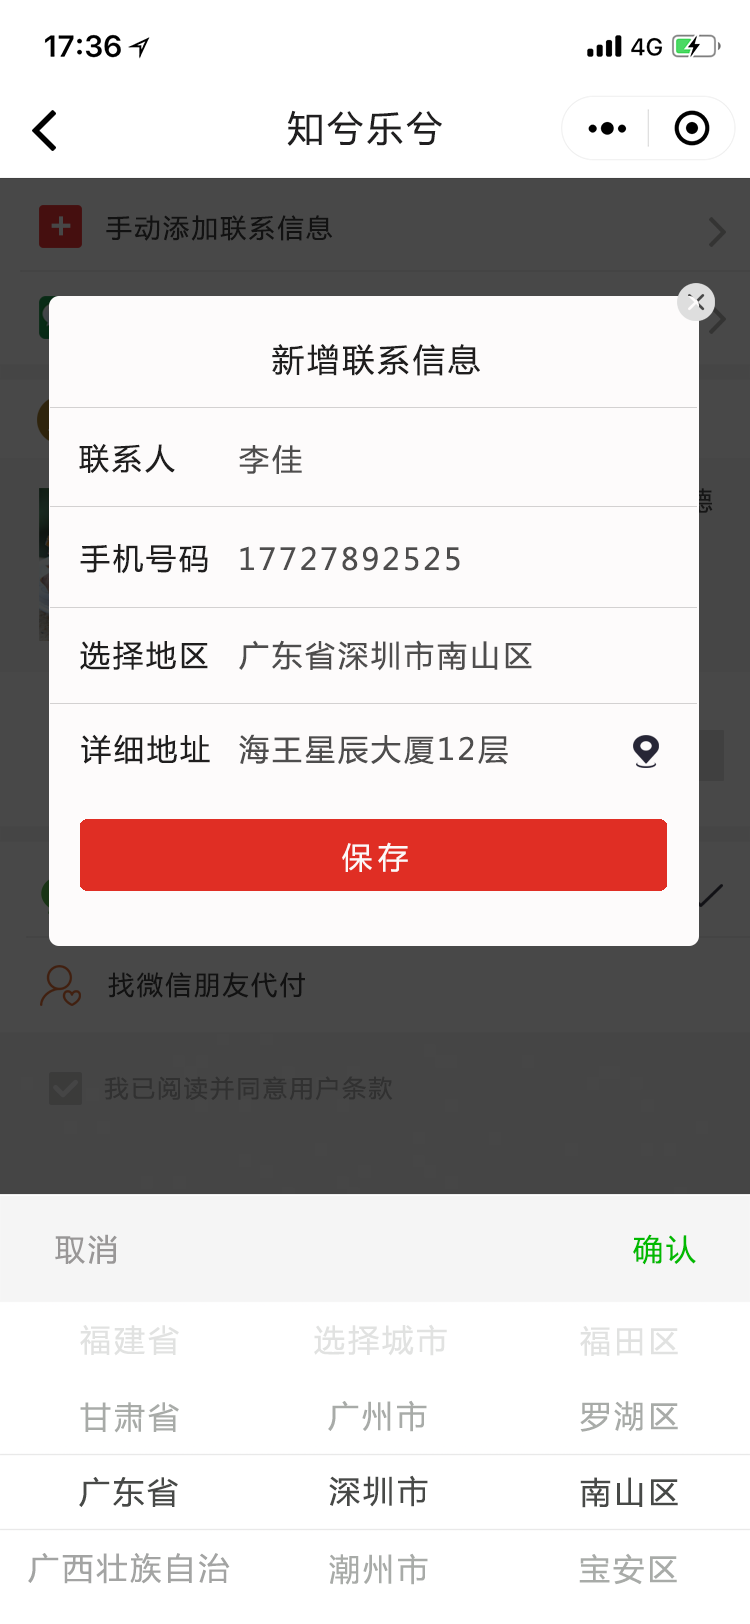 17:36
4G
知兮乐兮
手动添加联系信息
新增联系信息
联系人 李佳
德
手机号码 17727892525
选择地区 广东省深圳市南山区
详细地址 海王星辰大厦12层
保存
找微信朋友代付
我已阅读并同意用户条款
取消 确认
福建省 选择城市 福田区
甘肃省 广州市 罗湖区
广东省 深圳市 南山区
广西壮族自治 潮州市 宝安区